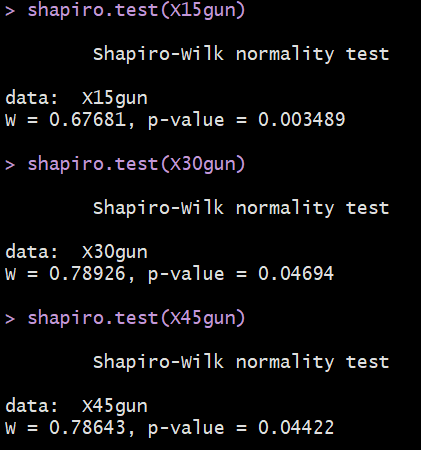 > shapiro.test(X15gun)
Shapiro-Wilk normality test
data:  X15gun
W = 0.67681, p-value = 0.003489
> shapiro.test(X30gun)
Shapiro-Wilk normality test
data:  X30gun
W = 0.78926, p-value = 0.04694
> shapiro.test(X45gun)
Shapiro-Wilk normality test
data:  X45gun
W = 0.78643, p-value = 0.04422